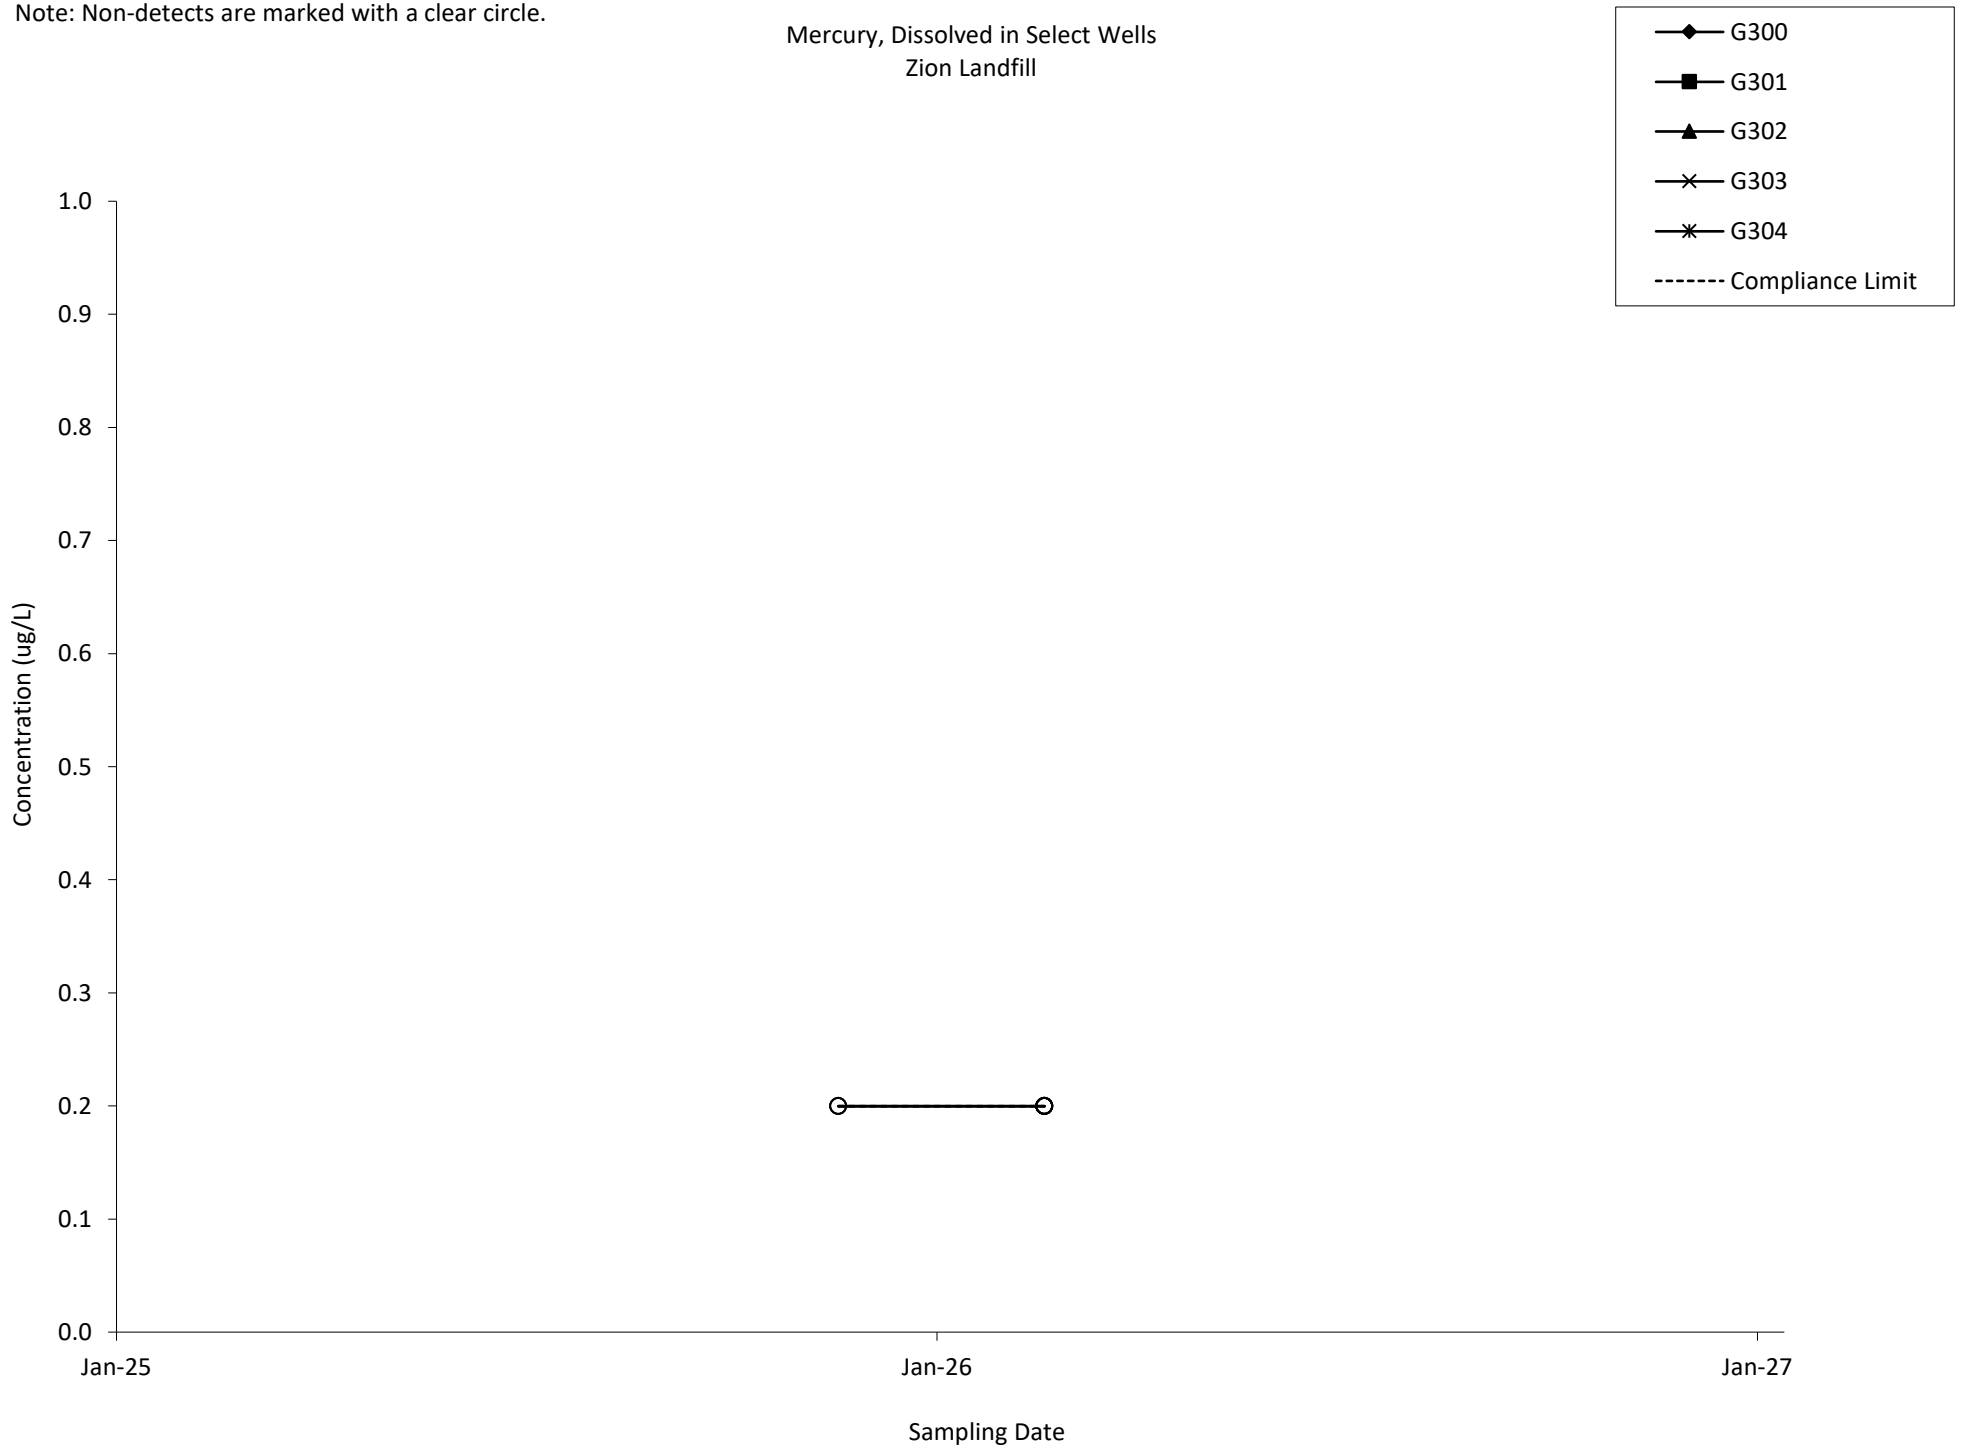 Note: Non-detects are marked with a clear circle.
Mercury, Dissolved in Select Wells
Zion Landfill
G300
G301
G302
G303
G304
Compliance Limit
1.0
0.9
0.8
0.7
0.6
0.5
0.4
0.3
0.2
0.1
0.0
Concentration (ug/L)
Jan-25
Jan-26
Jan-27
Sampling Date